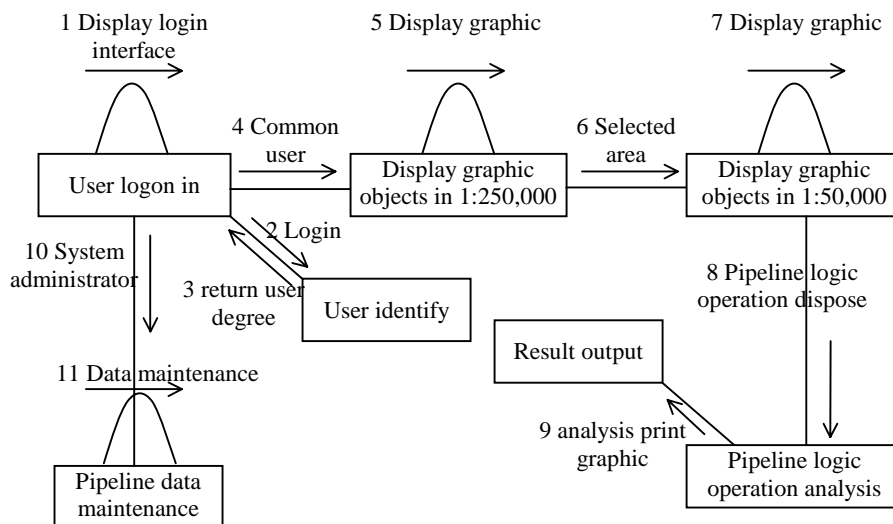 1 Display login
interface
5 Display graphic
7 Display graphic
4 Common
user
6 Selected
area
User logon in
Display graphic
objects in 1:250,000
Display graphic
objects in 1:50,000
2 Login
10 System
administrator
3 return user
degree
User identify
8 Pipeline logic
operation dispose
Result output
11 Data maintenance
9 analysis print
graphic
Pipeline data
maintenance
Pipeline logic
operation analysis